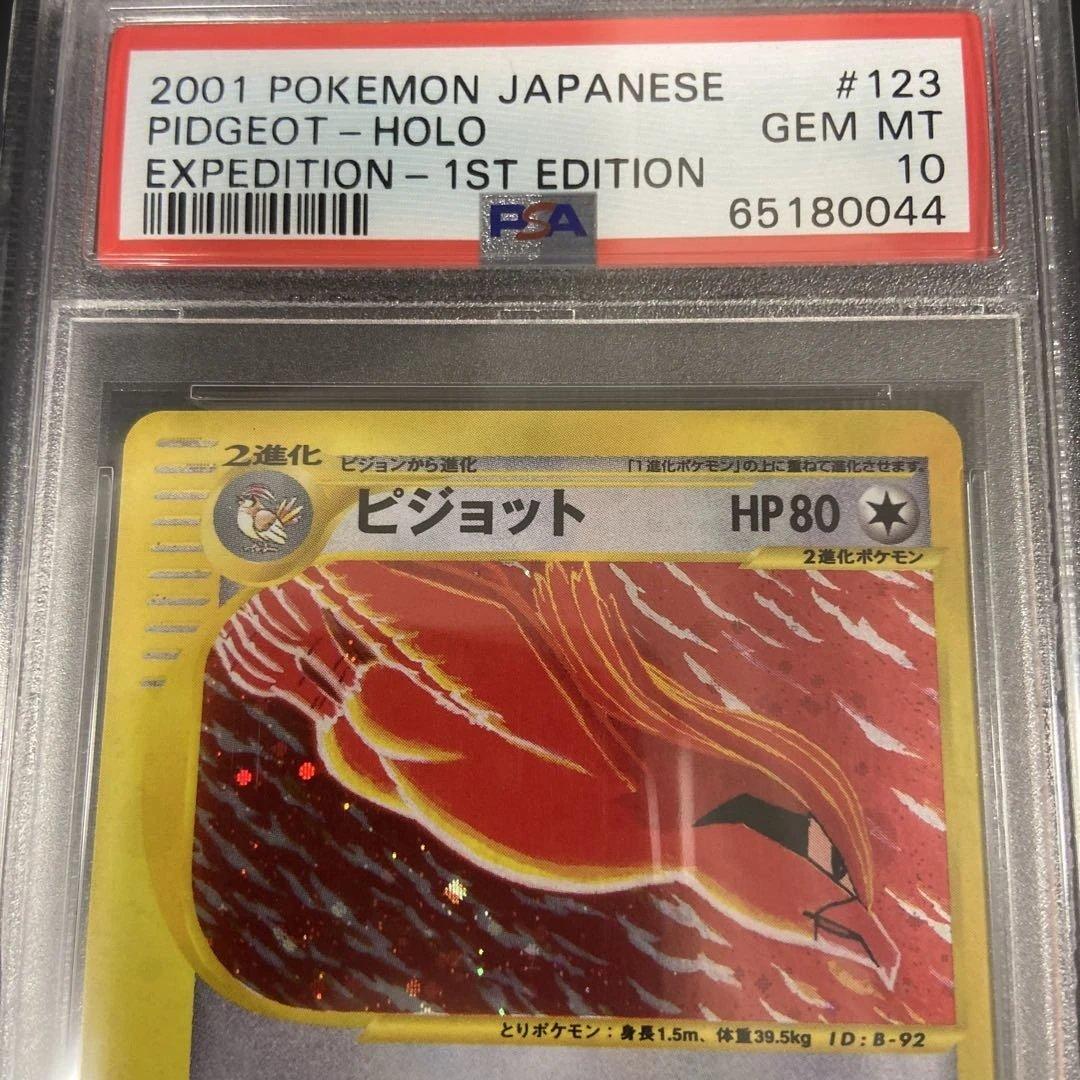 2001 POKEMON JAPANESE #123
PIDGEOT – HOLO GEM MT
EXPEDITION – 1ST EDITION 10
PSA 65180044
2進化 ピジョンから進化 「1進化ポケモン」の上に重ねて進化させます。
ピジョット HP80
2進化ポケモン
とりポケモン：身長1.5m、体重39.5kg ID:B-92